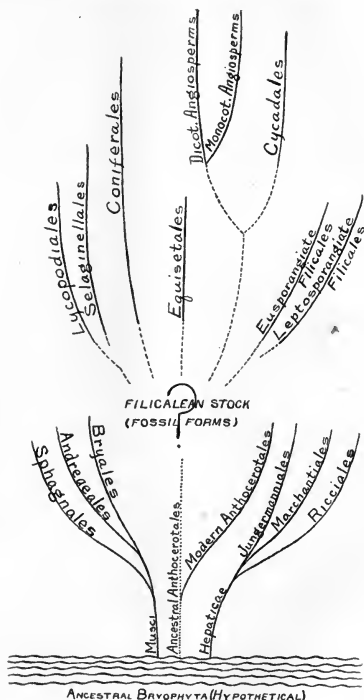 Dicot. Angiosperms
Monocot. Angiosperms
Cycadales
Coniferales
Lycopodiales
Selaginellales
Equisetales
Eusporangiate
Filicales
Leptosporangiate
Filicales
?
FILICALEAN STOCK
(FOSSIL FORMS)
Sphagnales
Andreaeales
Bryales
Modern Anthocerotales
Jungermanniales
Marchantiales
Ricciales
Musci
Ancestral Anthocerotales
Hepaticae
ANCESTRAL BRYOPHYTA (HYPOTHETICAL)